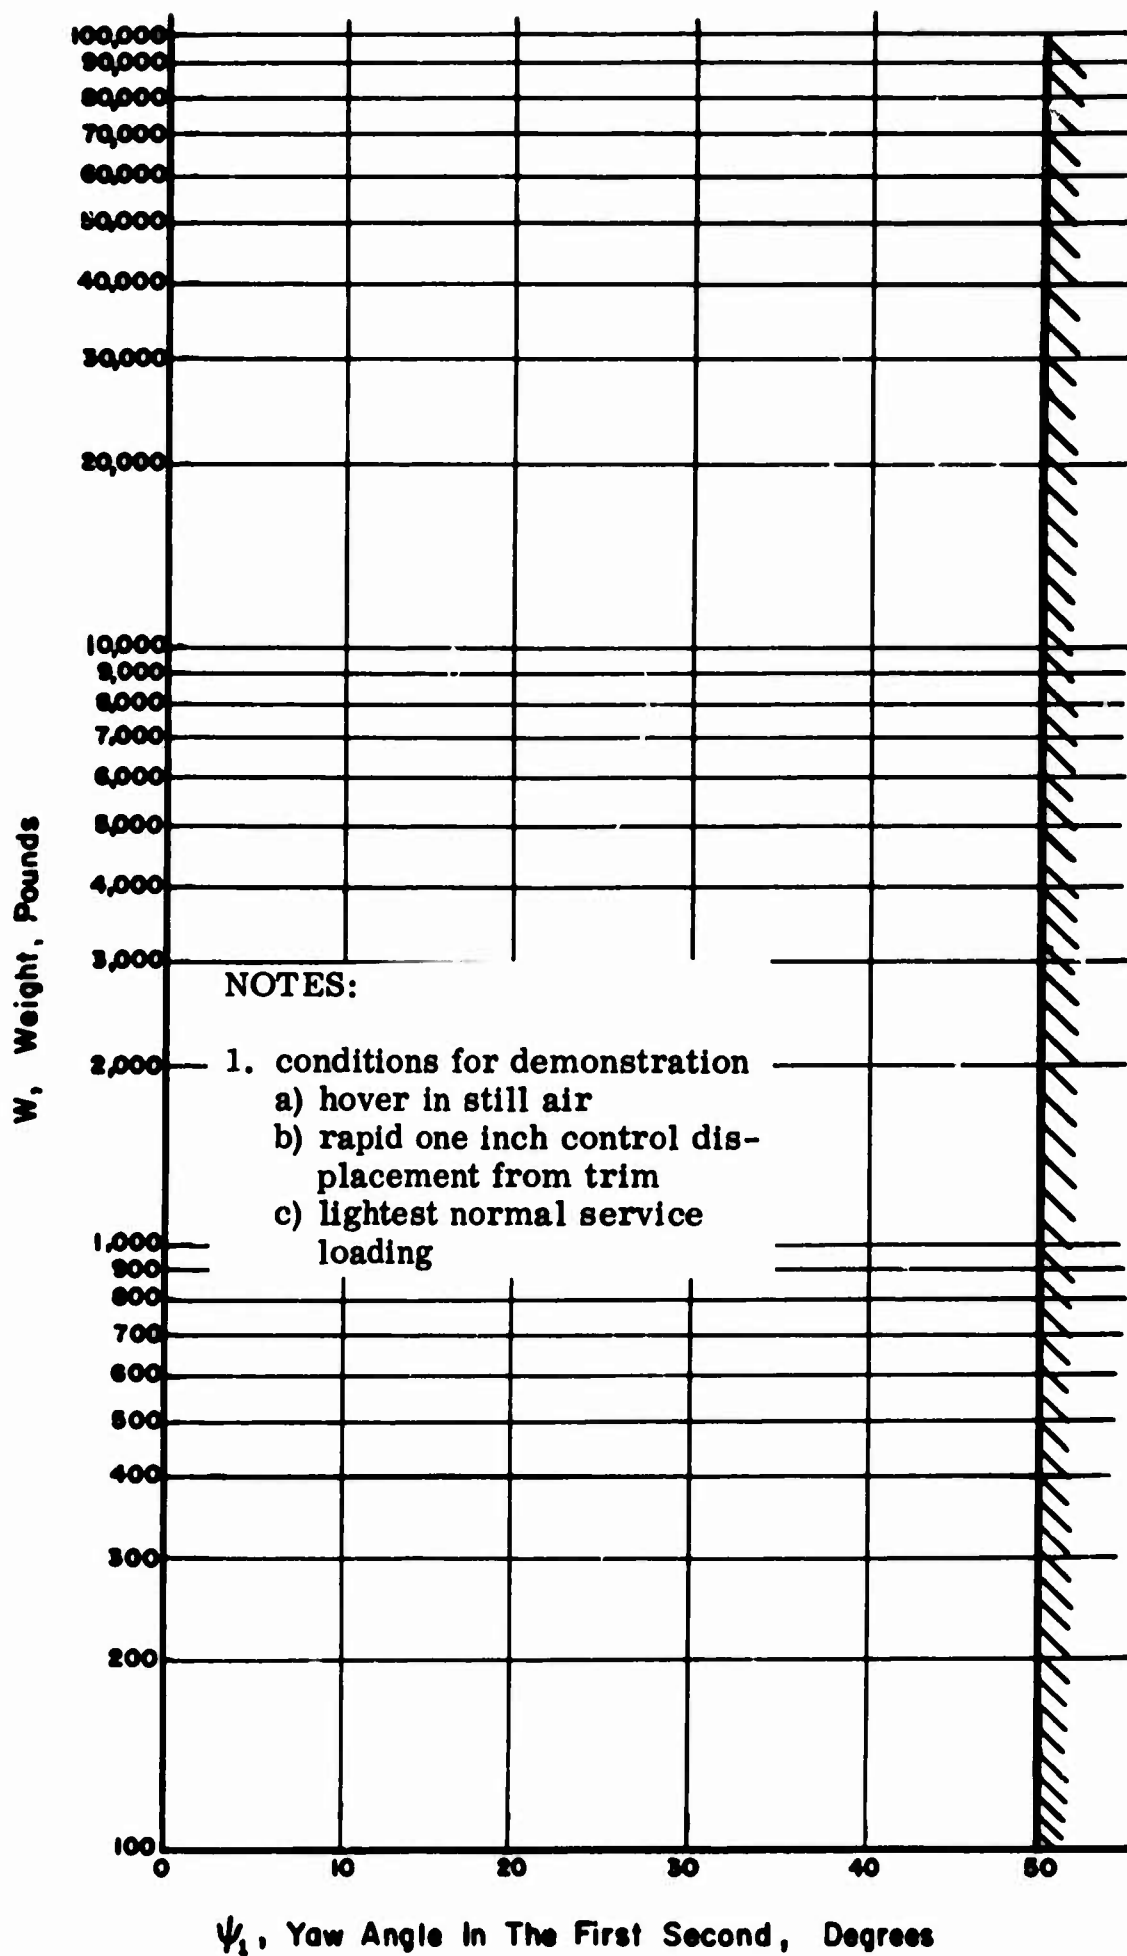 100,000
90,000
80,000
70,000
60,000
50,000
40,000
30,000
20,000
10,000
9,000
8,000
7,000
6,000
5,000
4,000
3,000
2,000
1,000
900
800
700
600
500
400
300
200
100
W, Weight, Pounds
NOTES:
1. conditions for demonstration
a) hover in still air
b) rapid one inch control dis-
placement from trim
c) lightest normal service
loading
0 10 20 30 40 50
ψ₁, Yaw Angle In The First Second, Degrees